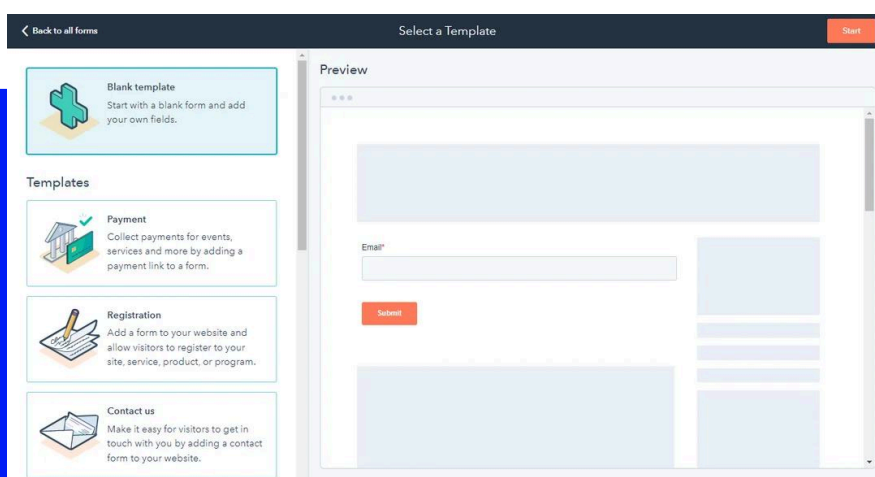 Back to all forms
Select a Template
Start
Blank template
Start with a blank form and add
your own fields.
Templates
Payment
Collect payments for events,
services and more by adding a
payment link to a form.
Registration
Add a form to your website and
allow visitors to register to your
site, service, product, or program.
Contact us
Make it easy for visitors to get in
touch with you by adding a contact
form to your website.
Preview
Email*
Submit